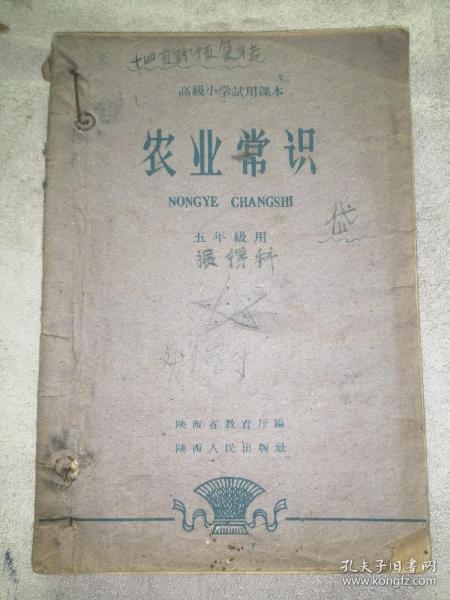 高級小学試用課本
农业常识
NONGYE CHANGSHI
五年級用
陕西省教育厅編
陕西人民出版社
孔夫子旧书网
www.kongfz.com